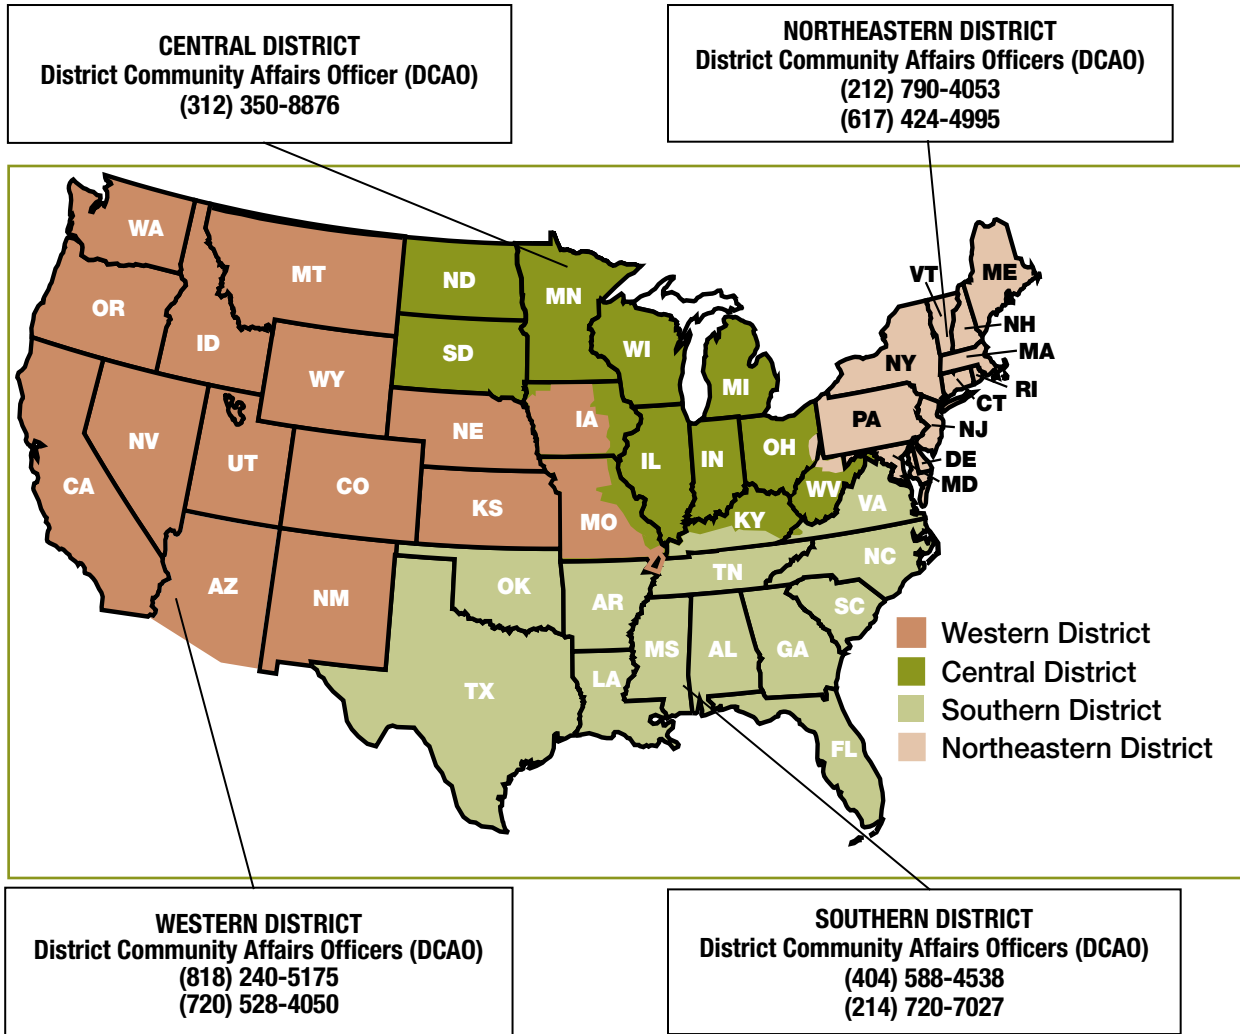 CENTRAL DISTRICT
District Community Affairs Officer (DCAO)
(312) 350-8876
NORTHEASTERN DISTRICT
District Community Affairs Officers (DCAO)
(212) 790-4053
(617) 424-4995
WA
MT
ND
MN
VT
ME
OR
ID
SD
WI
NH
MA
WY
MI
NY
RI
CT
NE
IA
PA
NJ
NV
UT
CO
IL
IN
OH
DE
MD
CA
KS
MO
KY
WV
VA
AZ
NM
OK
AR
TN
NC
SC
MS
AL
GA
TX
LA
FL
Western District
Central District
Southern District
Northeastern District
WESTERN DISTRICT
District Community Affairs Officers (DCAO)
(818) 240-5175
(720) 528-4050
SOUTHERN DISTRICT
District Community Affairs Officers (DCAO)
(404) 588-4538
(214) 720-7027